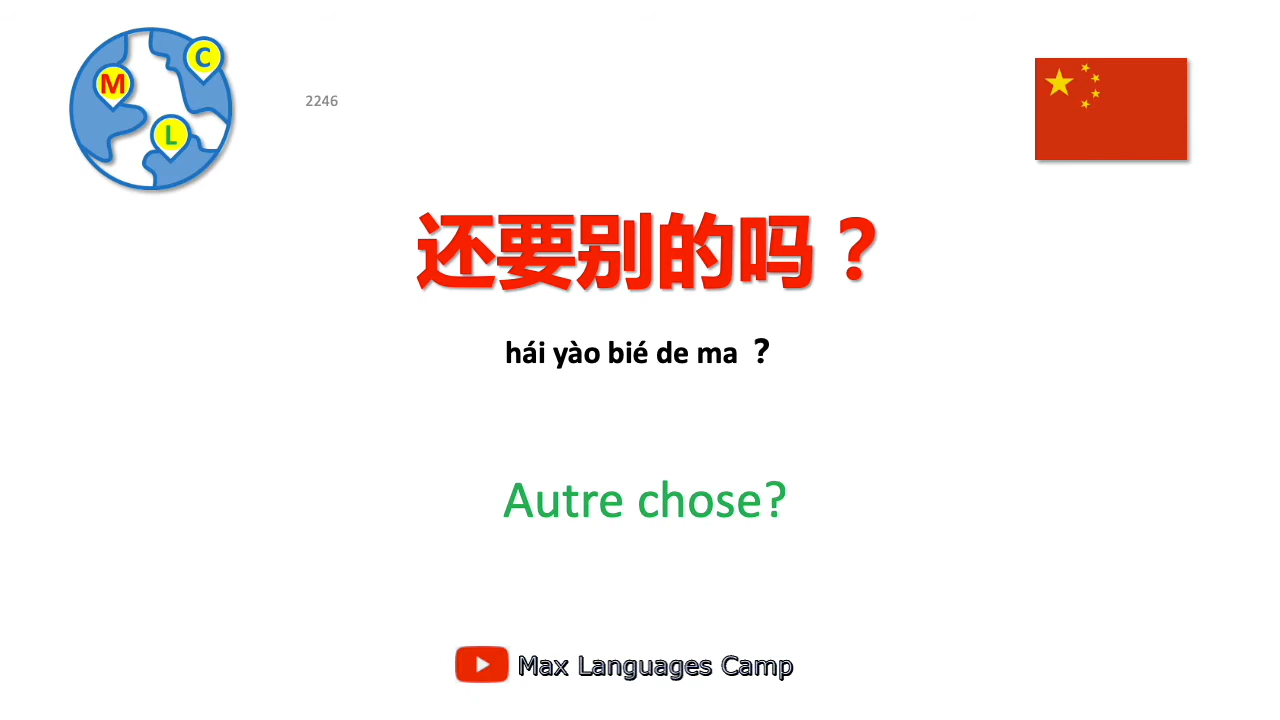 C
M
L
2246
还要别的吗？
hái yào bié de ma ？
Autre chose?
Max Languages Camp